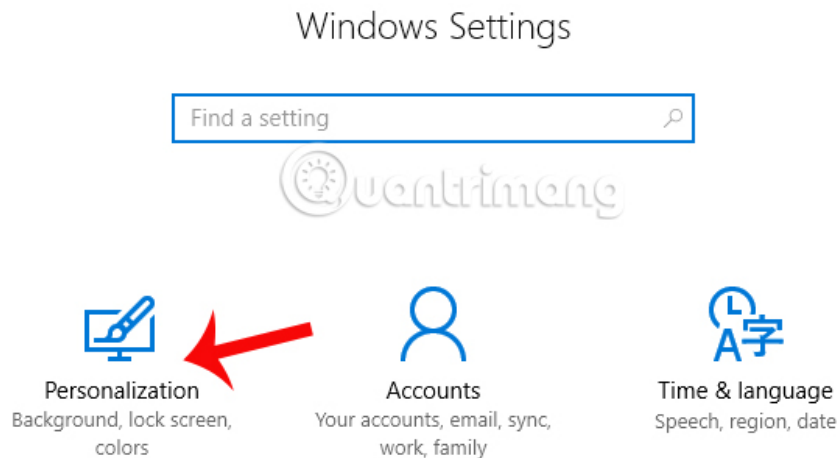 Windows Settings
Find a setting
Quantrimang
Personalization
Background, lock screen,
colors
Accounts
Your accounts, email, sync,
work, family
Time & language
Speech, region, date